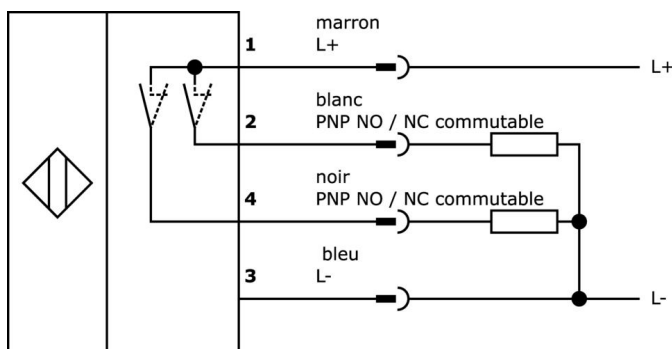 marron
1 L+
L+
blanc
2 PNP NO / NC commutable
noir
4 PNP NO / NC commutable
bleu
3 L-
L-